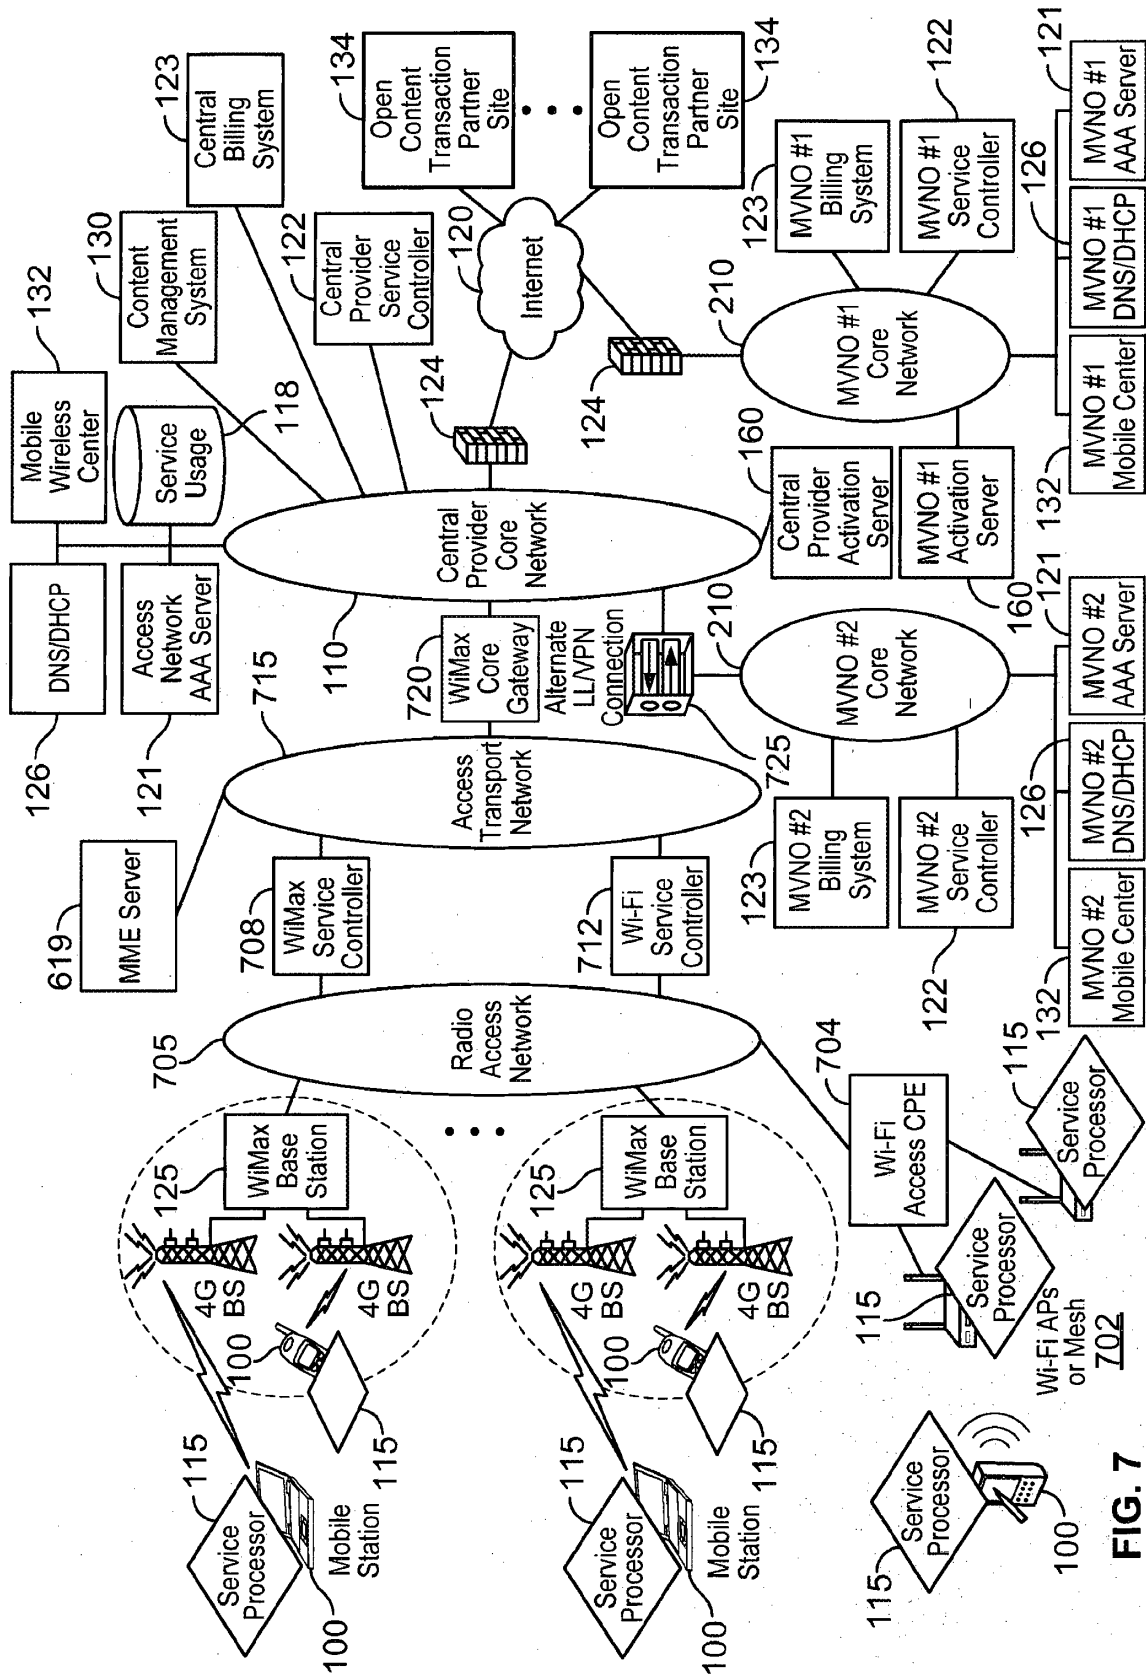 126
DNS/DHCP
132
Mobile
Wireless
Center
121
Access
Network
AAA Server
Service
Usage
118
130
Content
Management
System
123
Central
Billing
System
122
Central
Provider
Service
Controller
134
Open
Content
Transaction
Partner
Site
• • •
Open
Content
Transaction
Partner
Site
134
120
Internet
124
124
619
MME Server
715
Access
Transport
Network
720
WiMax
Core
Gateway
110
Central
Provider
Core
Network
160
Central
Provider
Activation
Server
Alternate
LL/VPN
Connection
725
705
Radio
Access
Network
708
WiMax
Service
Controller
712
Wi-Fi
Service
Controller
125
WiMax
Base
Station
4G
BS
4G
BS
100
115
115
Service
Processor
Mobile
Station
100
• • •
125
WiMax
Base
Station
4G
BS
4G
BS
100
115
115
Service
Processor
Mobile
Station
100
704
Wi-Fi
Access CPE
115
Service
Processor
115
Service
Processor
Wi-Fi APs
or Mesh
702
115
Service
Processor
100
210
MVNO #2
Core
Network
123
MVNO #2
Billing
System
122
MVNO #2
Service
Controller
132
MVNO #2
Mobile Center
126
MVNO #2
DNS/DHCP
121
MVNO #2
AAA Server
210
MVNO #1
Core
Network
160
MVNO #1
Activation
Server
123
MVNO #1
Billing
System
122
MVNO #1
Service
Controller
132
MVNO #1
Mobile Center
126
MVNO #1
DNS/DHCP
121
MVNO #1
AAA Server
FIG. 7